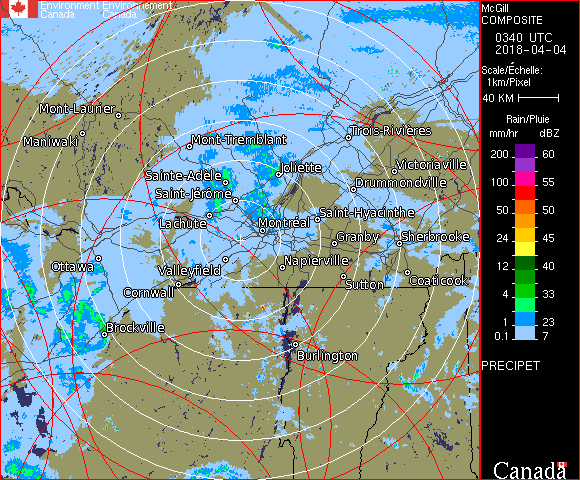 Environment Environnement
Canada Canada
Mont-Laurier
Maniwaki
Mont-Tremblant
Trois-Rivières
Sainte-Adèle
Joliette
Victoriaville
Saint-Jérôme
Drummondville
Lachute
Montréal
Saint-Hyacinthe
Granby
Sherbrooke
Ottawa
Valleyfield
Napierville
Cornwall
Sutton
Coaticook
Brockville
Burlington
McGill
COMPOSITE
0340 UTC
2018-04-04
Scale/Échelle:
1km/Pixel
40 KM
Rain/Pluie
mm/hr dBZ
200 60
100 55
50 50
24 45
12 40
4 33
1 23
0.1 7
PRECIPET
Canada